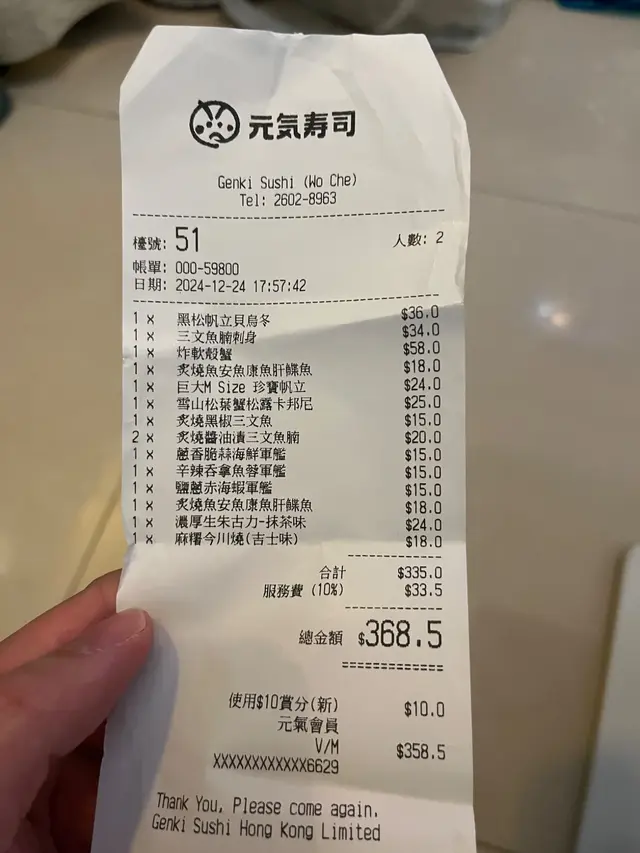 元気寿司
Genki Sushi (Wo Che)
Tel: 2602-8963
檯號: 51 人數: 2
帳單: 000-59800
日期: 2024-12-24 17:57:42
1 x 黑松帆立貝烏冬 $36.0
1 x 三文魚腩刺身 $34.0
1 x 炸軟殼蟹 $58.0
1 x 炙燒魚安魚康魚肝鰈魚 $18.0
1 x 巨大M Size 珍寶帆立 $24.0
1 x 雪山松葉蟹松露卡邦尼 $25.0
1 x 炙燒黑椒三文魚 $15.0
2 x 炙燒醬油漬三文魚腩 $20.0
1 x 蔥香脆蒜海鮮軍艦 $15.0
1 x 辛辣吞拿魚蓉軍艦 $15.0
1 x 鹽蔥赤海蝦軍艦 $15.0
1 x 炙燒魚安魚康魚肝鰈魚 $18.0
1 x 濃厚生朱古力-抹茶味 $24.0
1 x 麻糬今川燒(吉士味) $18.0
合計 $335.0
服務費 (10%) $33.5
總金額 $368.5
使用$10賞分(新) $10.0
元氣會員
V/M $358.5
XXXXXXXXXXXX6629
Thank You, Please come again.
Genki Sushi Hong Kong Limited